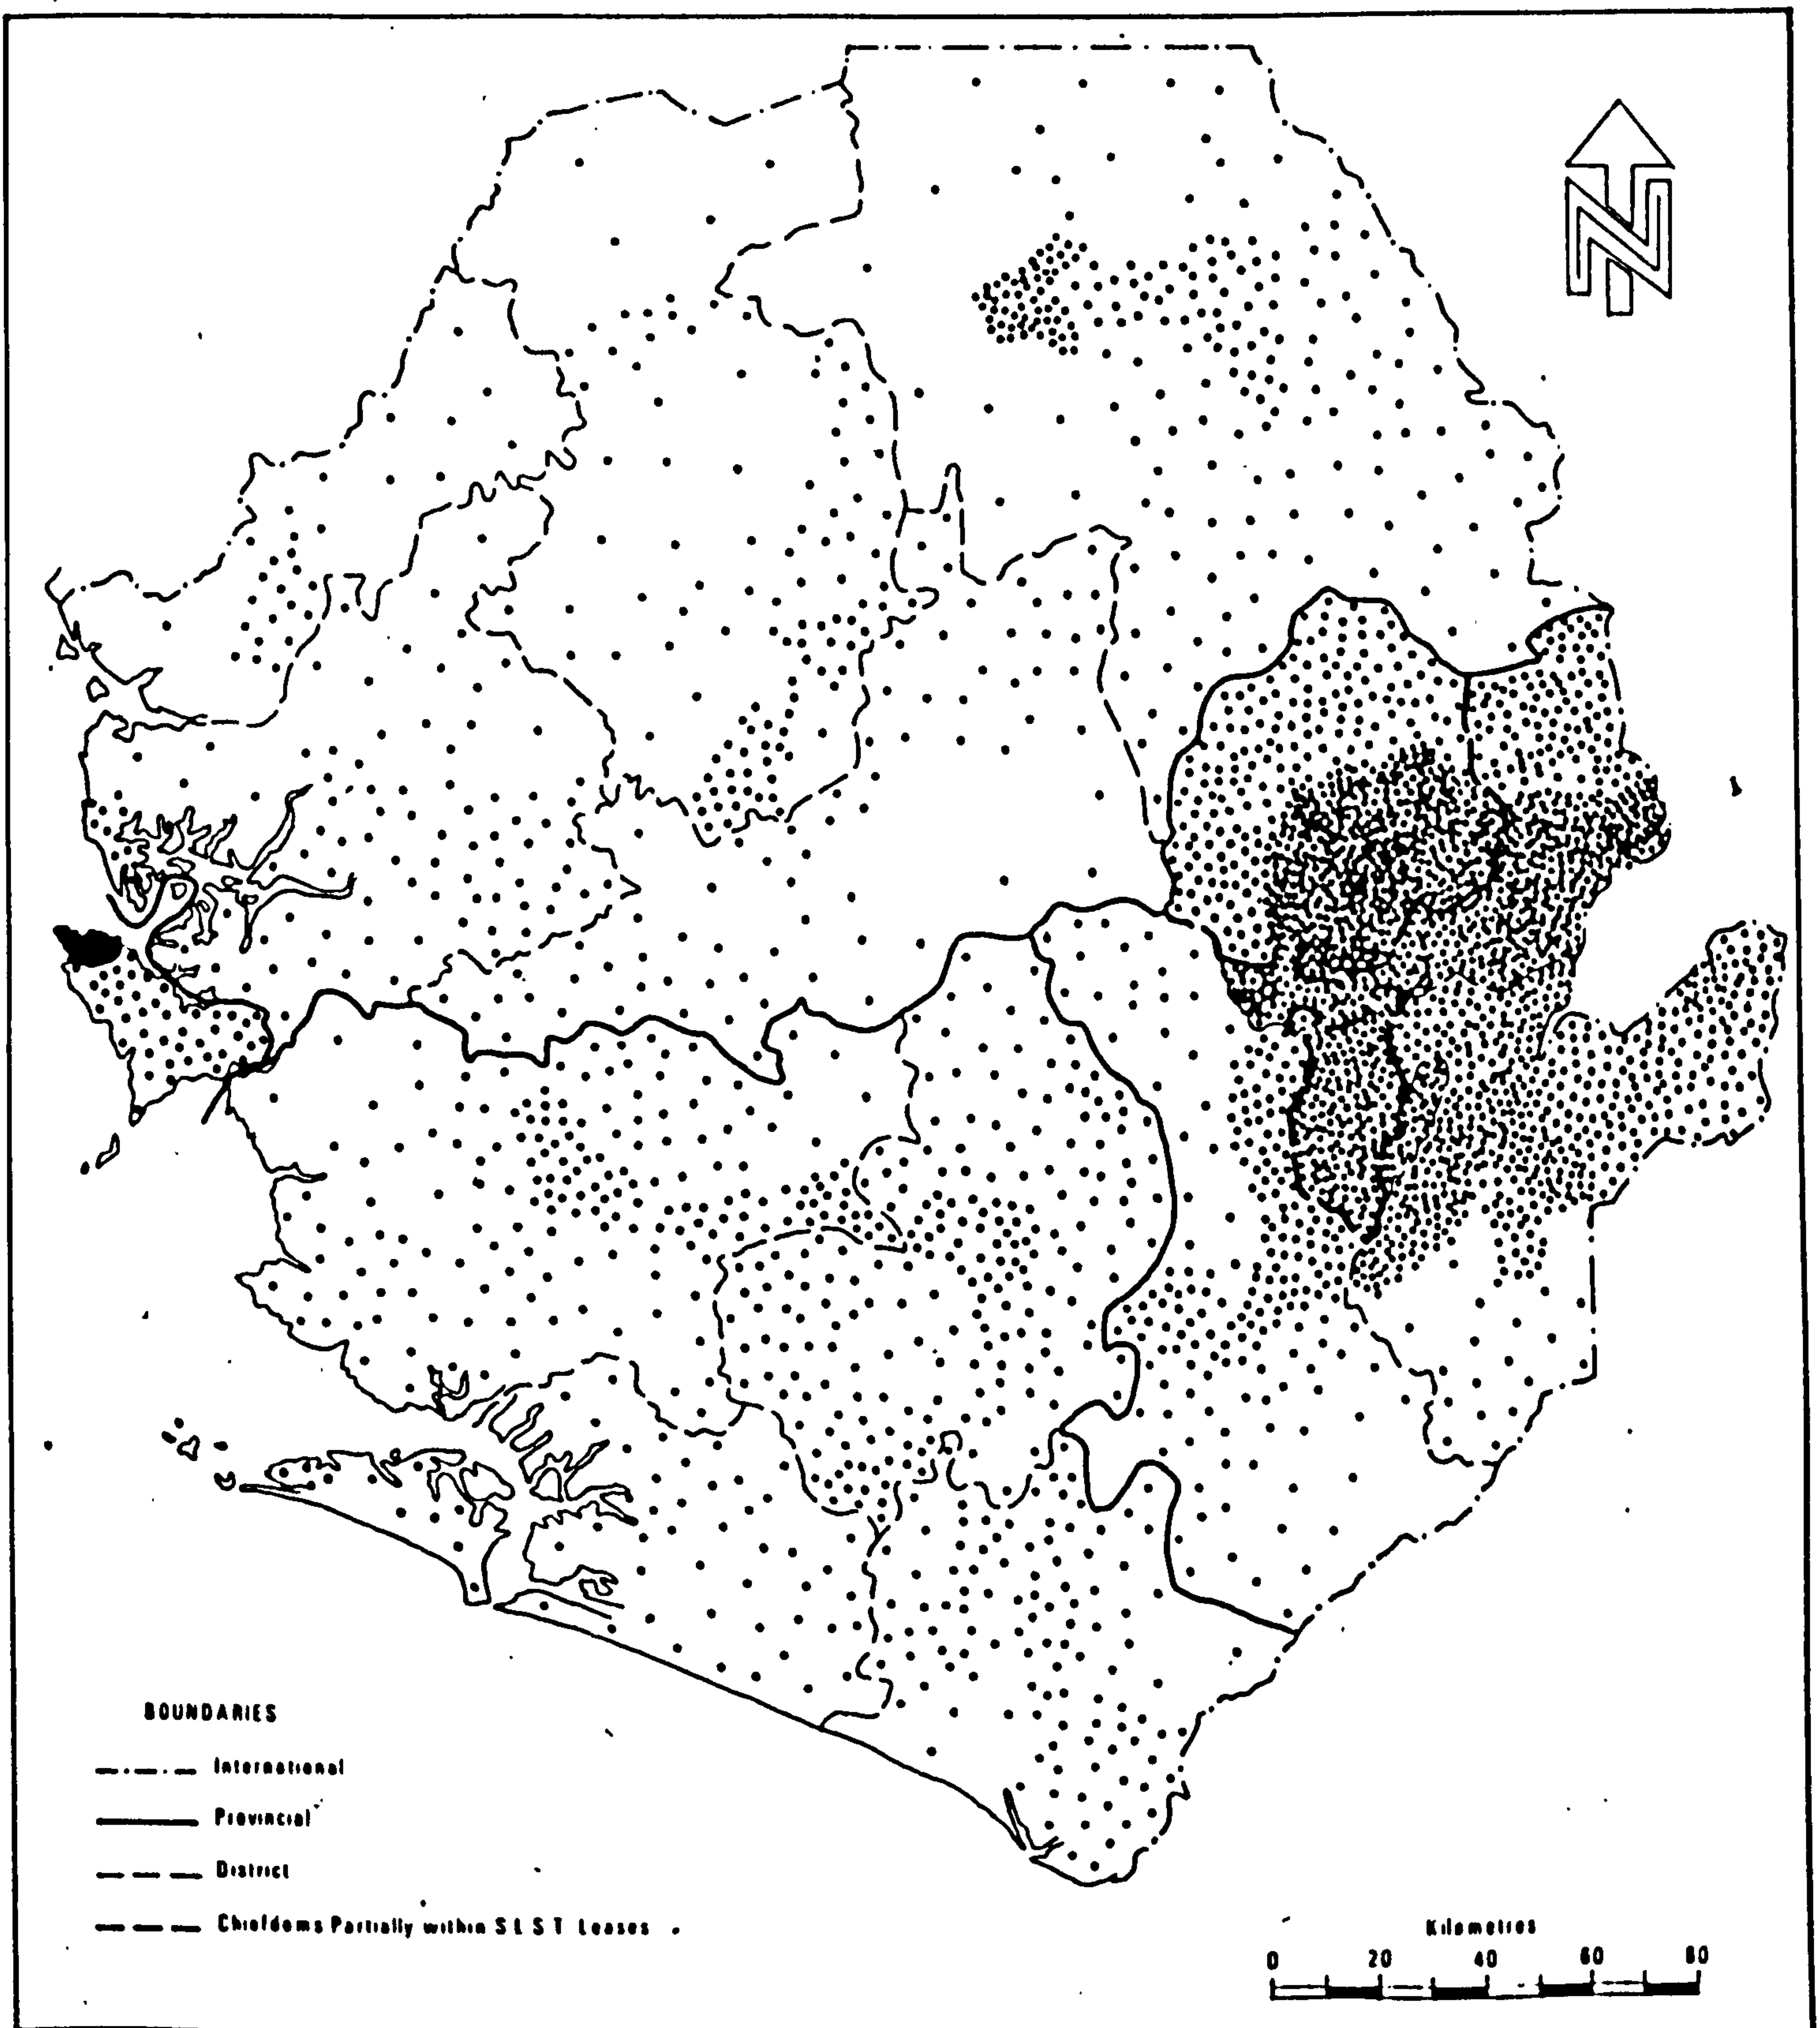 N
BOUNDARIES
International
Provincial
District
Chiefdoms Partially within S L S T Leases
Kilometres
0 20 40 60 80